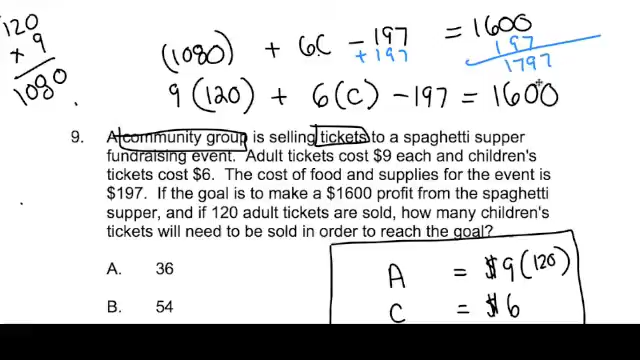 120
+ 9
1080
(1080) + 6C - 197 = 1600
+197 197
1797
9(120) + 6(C) - 197 = 1600
9. A community group is selling tickets to a spaghetti supper
fundraising event. Adult tickets cost $9 each and children's
tickets cost $6. The cost of food and supplies for the event is
$197. If the goal is to make a $1600 profit from the spaghetti
supper, and if 120 adult tickets are sold, how many children's
tickets will need to be sold in order to reach the goal?
A. 36
B. 54
A = $9(120)
C = $6